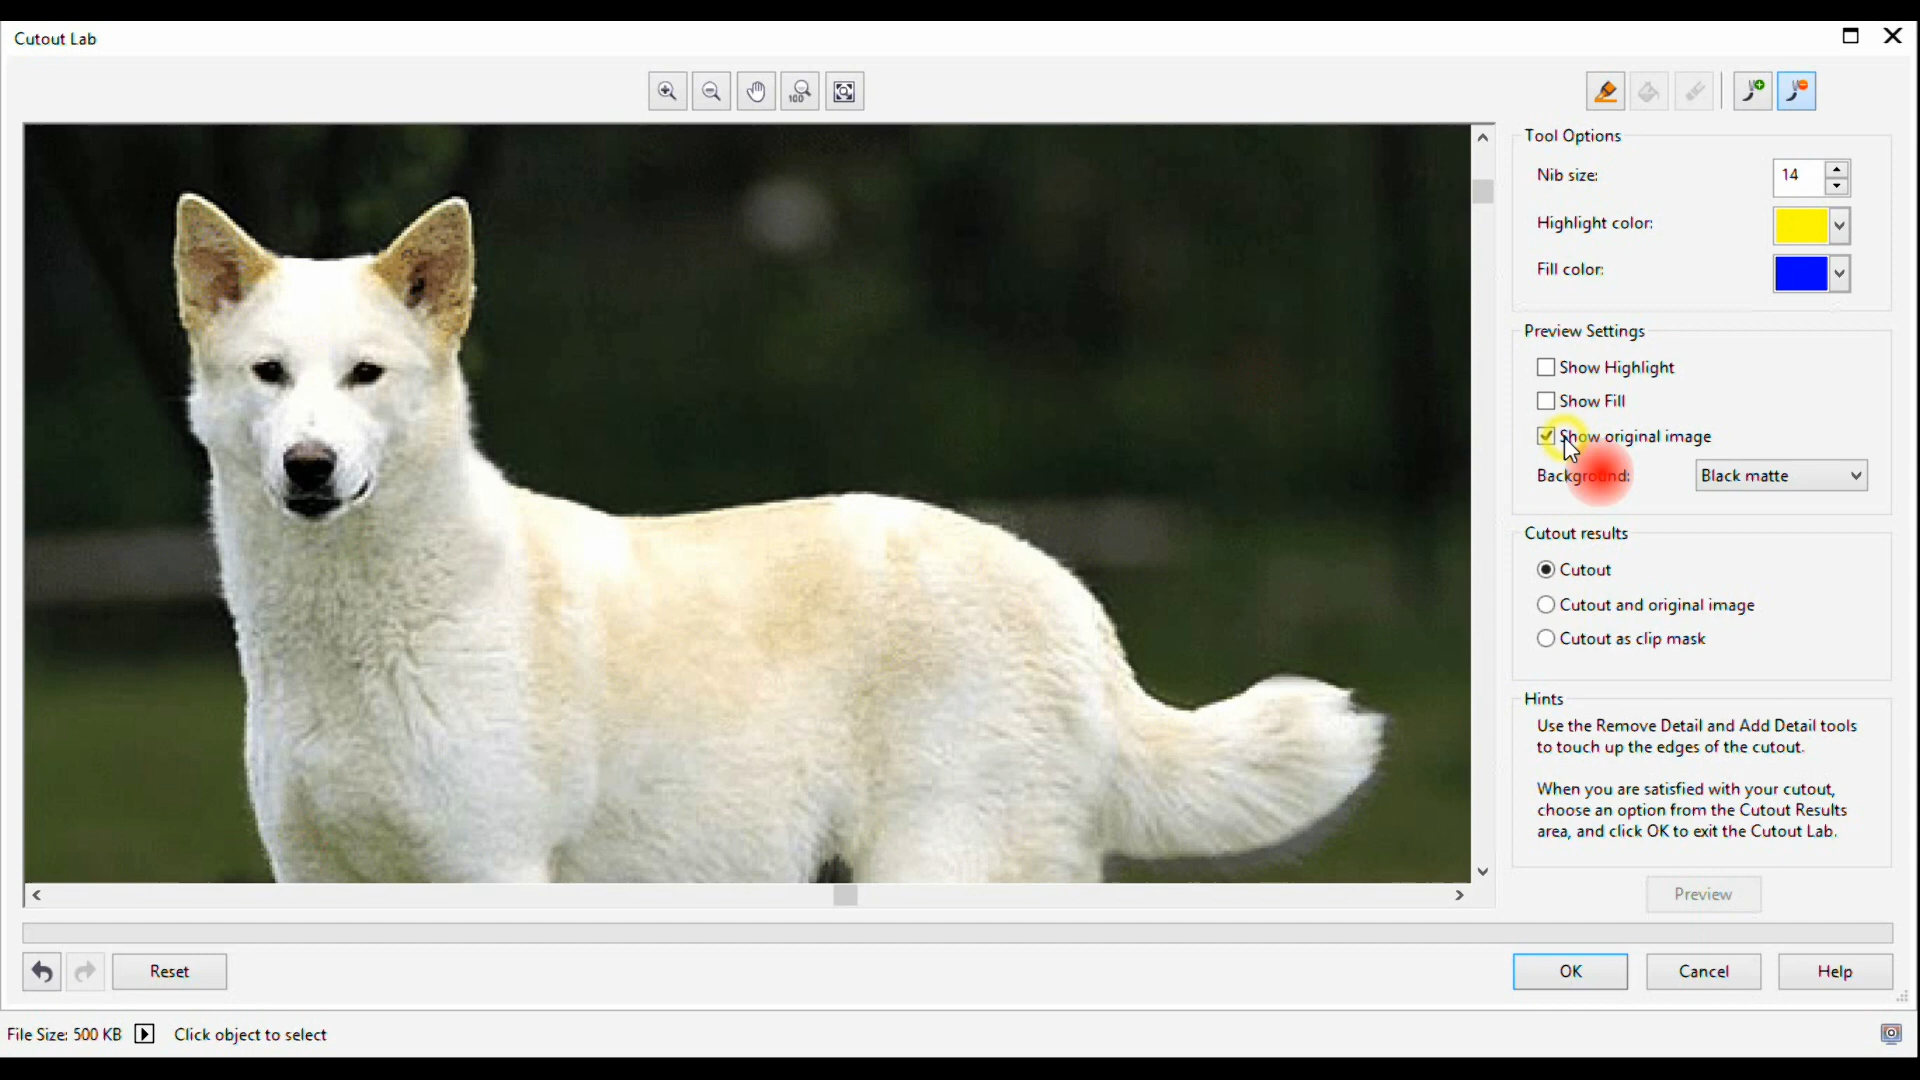 Cutout Lab
100
Tool Options
Nib size:
14
Highlight color:
Fill color:
Preview Settings
Show Highlight
Show Fill
Show original image
Background:
Black matte
Cutout results
Cutout
Cutout and original image
Cutout as clip mask
Hints
Use the Remove Detail and Add Detail tools
to touch up the edges of the cutout.
When you are satisfied with your cutout,
choose an option from the Cutout Results
area, and click OK to exit the Cutout Lab.
Preview
Reset
OK
Cancel
Help
File Size: 500 KB
Click object to select